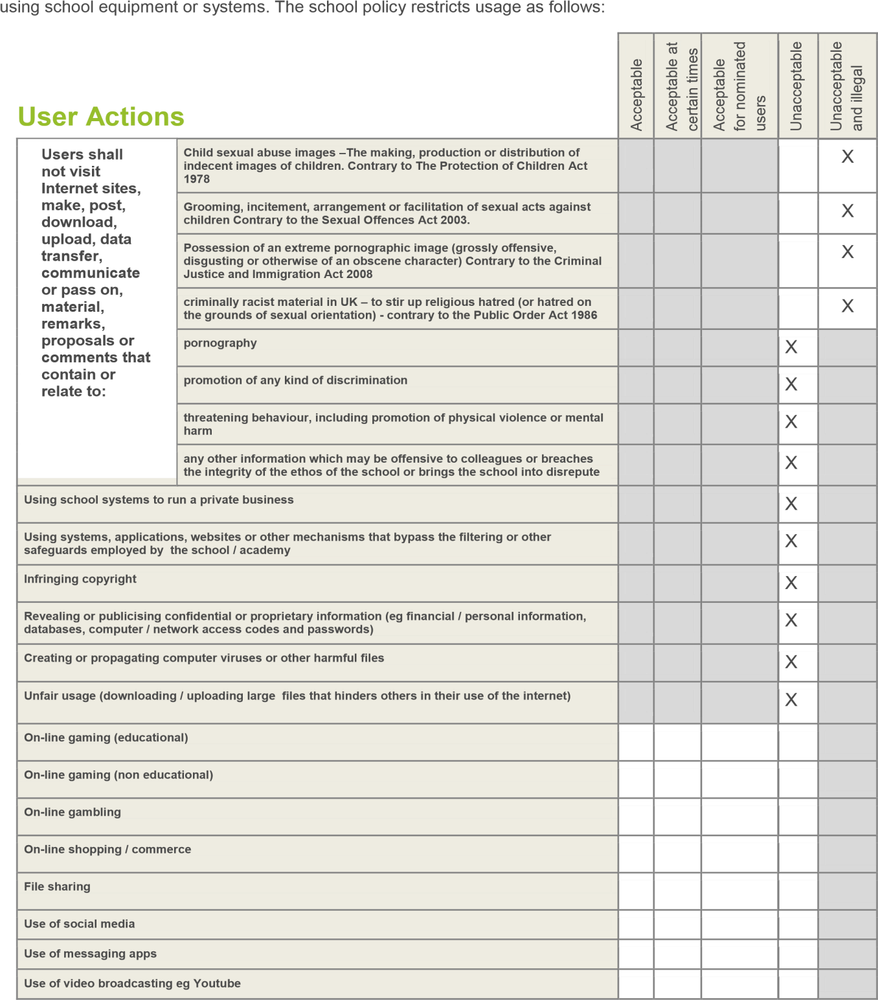 using school equipment or systems. The school policy restricts usage as follows:
User Actions
Acceptable
Acceptable at
certain times
Acceptable
for nominated
users
Unacceptable
Unacceptable
and illegal
Users shall
not visit
Internet sites,
make, post,
download,
upload, data
transfer,
communicate
or pass on,
material,
remarks,
proposals or
comments that
contain or
relate to:
Child sexual abuse images –The making, production or distribution of
indecent images of children. Contrary to The Protection of Children Act
1978
X
Grooming, incitement, arrangement or facilitation of sexual acts against
children Contrary to the Sexual Offences Act 2003.
X
Possession of an extreme pornographic image (grossly offensive,
disgusting or otherwise of an obscene character) Contrary to the Criminal
Justice and Immigration Act 2008
X
criminally racist material in UK – to stir up religious hatred (or hatred on
the grounds of sexual orientation) - contrary to the Public Order Act 1986
X
pornography
X
promotion of any kind of discrimination
X
threatening behaviour, including promotion of physical violence or mental
harm
X
any other information which may be offensive to colleagues or breaches
the integrity of the ethos of the school or brings the school into disrepute
X
Using school systems to run a private business
X
Using systems, applications, websites or other mechanisms that bypass the filtering or other
safeguards employed by  the school / academy
X
Infringing copyright
X
Revealing or publicising confidential or proprietary information (eg financial / personal information,
databases, computer / network access codes and passwords)
X
Creating or propagating computer viruses or other harmful files
X
Unfair usage (downloading / uploading large  files that hinders others in their use of the internet)
X
On-line gaming (educational)
On-line gaming (non educational)
On-line gambling
On-line shopping / commerce
File sharing
Use of social media
Use of messaging apps
Use of video broadcasting eg Youtube